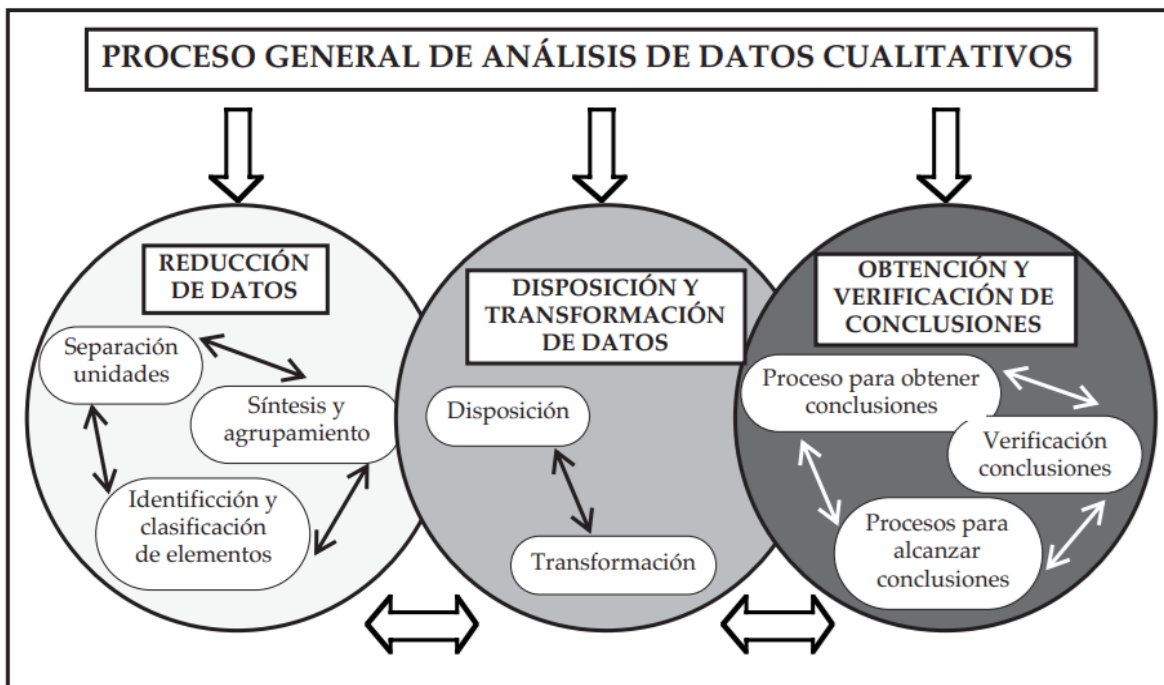 PROCESO GENERAL DE ANÁLISIS DE DATOS CUALITATIVOS
REDUCCIÓN
DE DATOS
Separación
unidades
Síntesis y
agrupamiento
Identificción y
clasificación
de elementos
DISPOSICIÓN Y
TRANSFORMACIÓN
DE DATOS
Disposición
Transformación
OBTENCIÓN Y
VERIFICACIÓN DE
CONCLUSIONES
Proceso para obtener
conclusiones
Verificación
conclusiones
Procesos para
alcanzar
conclusiones